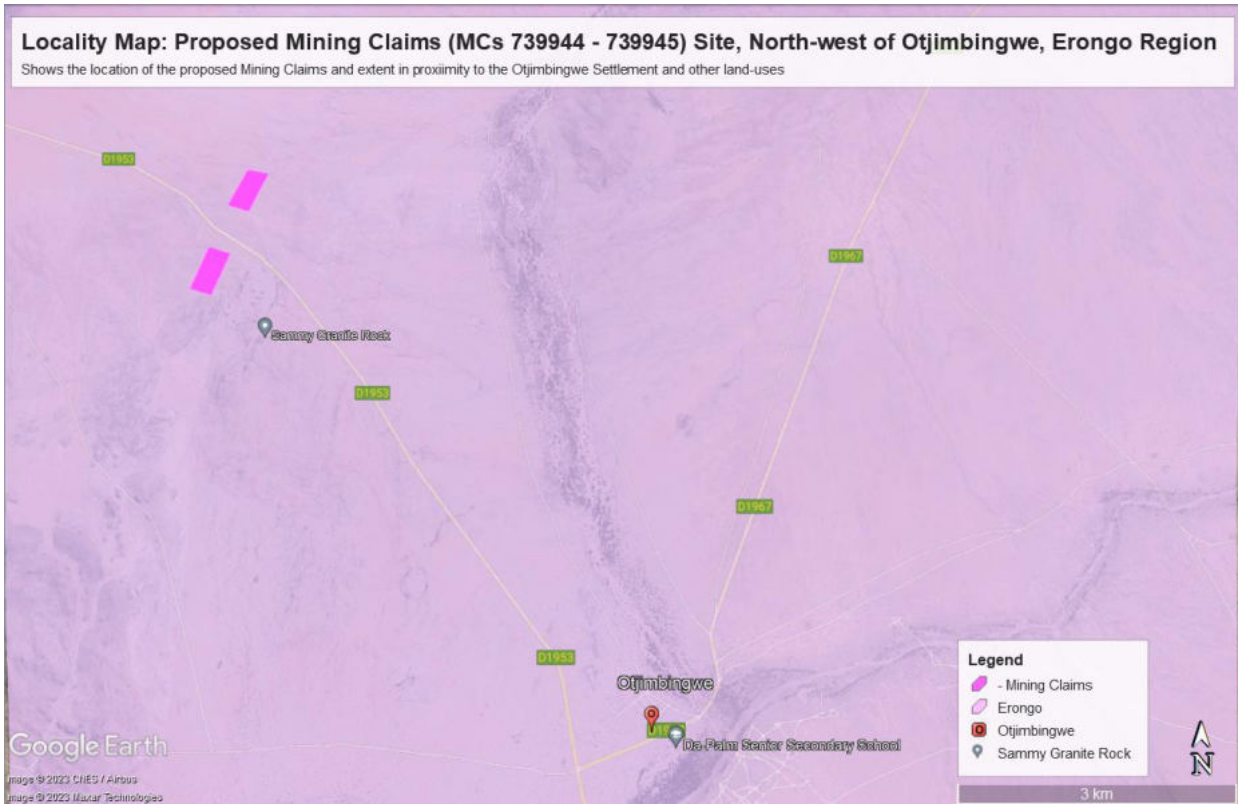 Locality Map: Proposed Mining Claims (MCs 739944 - 739945) Site, North-west of Otjimbingwe, Erongo Region
Shows the location of the proposed Mining Claims and extent in proxiimity to the Otjimbingwe Settlement and other land-uses
D1953
D1967
Sammy Granite Rock
D1953
D1967
D1953
Otjimbingwe
Da-Palm Senior Secondary School
Legend
- Mining Claims
Erongo
Otjimbingwe
Sammy Granite Rock
N
3 km
Google Earth
Image © 2023 CNES / Airbus
Image © 2023 Maxar Technologies